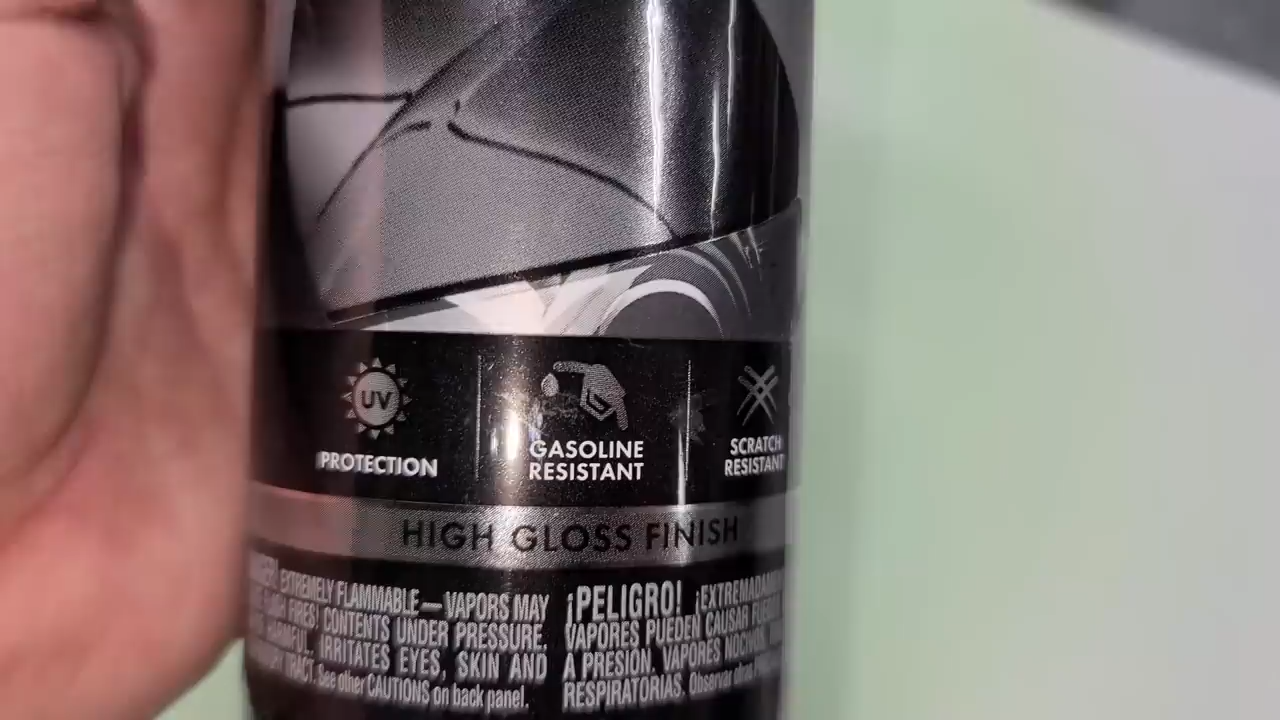 UV
PROTECTION
GASOLINE
RESISTANT
SCRATCH
RESISTANT
HIGH GLOSS FINISH
EXTREMELY FLAMMABLE — VAPORS MAY
FIRES! CONTENTS UNDER PRESSURE.
HARMFUL. IRRITATES EYES, SKIN AND
TRACT. See other CAUTIONS on back panel.
¡PELIGRO!
VAPORES PUEDEN CAUSAR
A PRESIÓN. VAPORES
RESPIRATORIAS. Observar